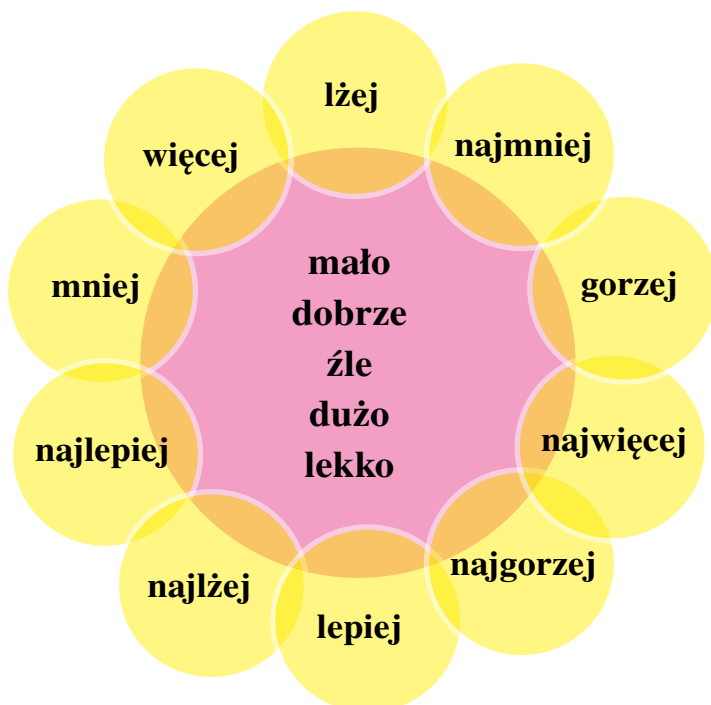 lżej
najmniej
więcej
mało
gorzej
mniej
dobrze
źle
dużo
najwięcej
najlepiej
lekko
najgorzej
najlżej
lepiej